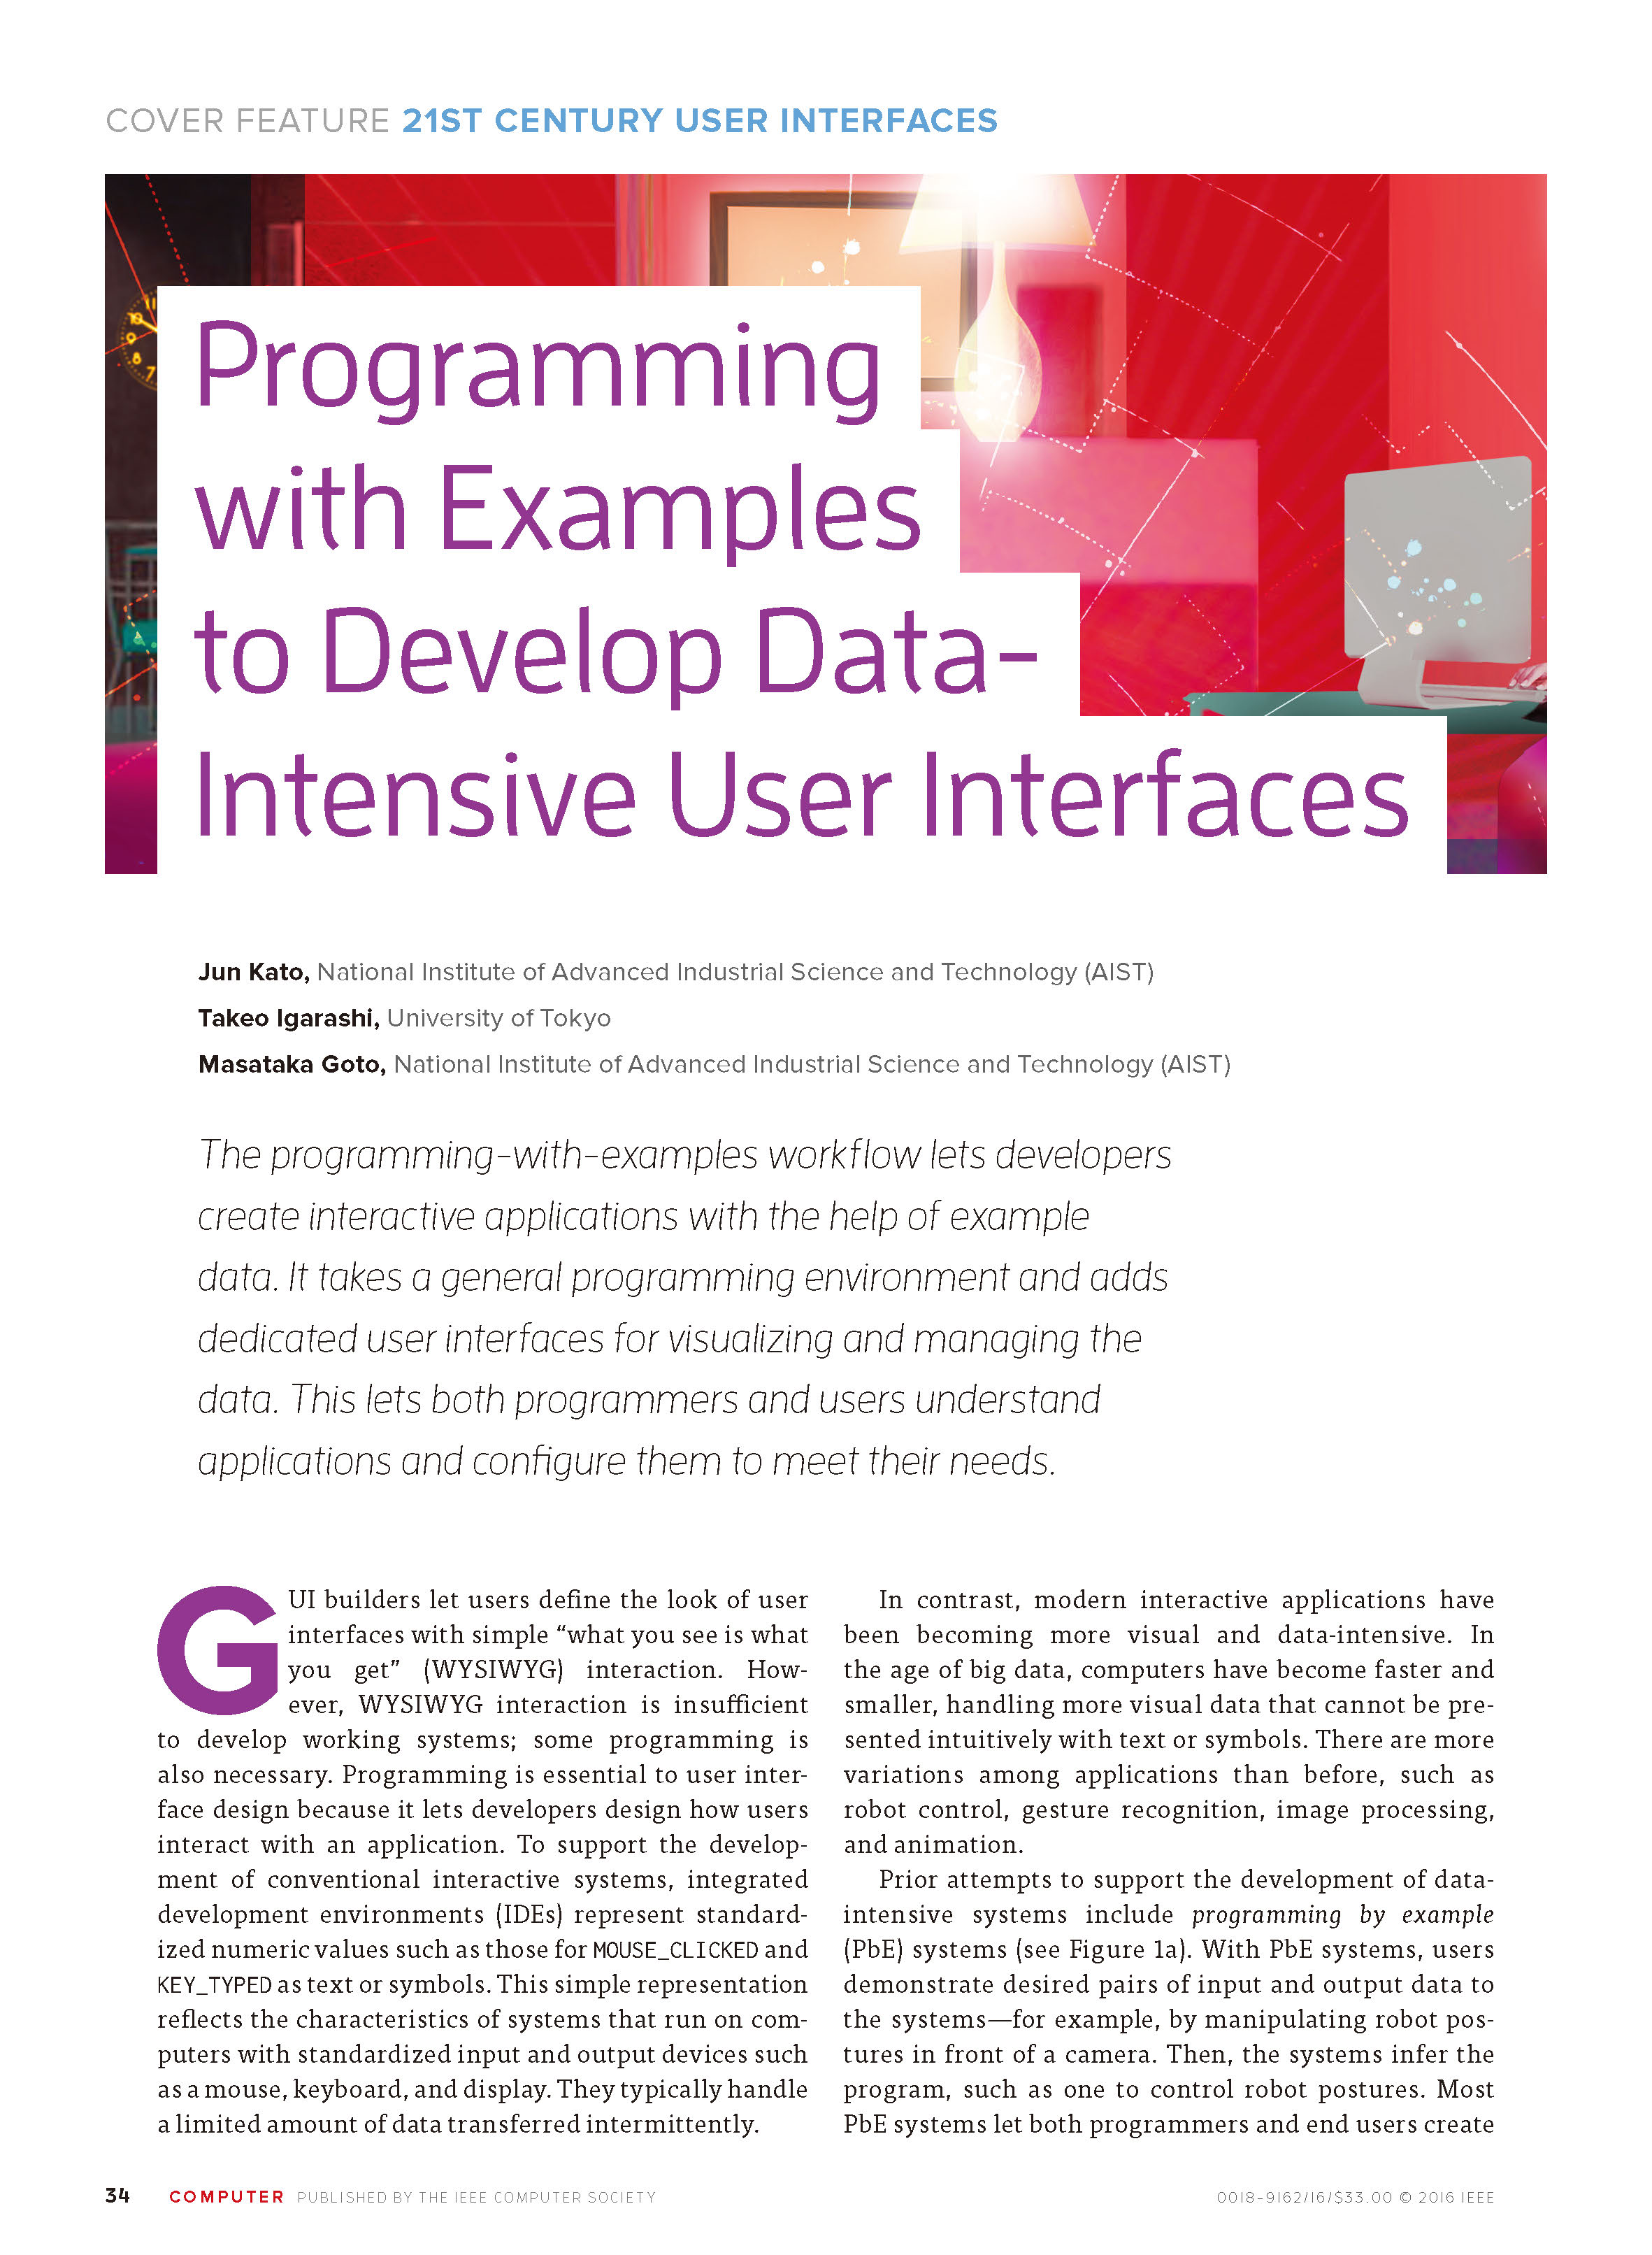 COVER FEATURE 21ST CENTURY USER INTERFACES
Programming
with Examples
to Develop Data-
Intensive User Interfaces
Jun Kato, National Institute of Advanced Industrial Science and Technology (AIST)
Takeo Igarashi, University of Tokyo
Masataka Goto, National Institute of Advanced Industrial Science and Technology (AIST)
The programming-with-examples workflow lets developers
create interactive applications with the help of example
data. It takes a general programming environment and adds
dedicated user interfaces for visualizing and managing the
data. This lets both programmers and users understand
applications and configure them to meet their needs.
GUI builders let users define the look of user
interfaces with simple “what you see is what
you get” (WYSIWYG) interaction. How-
ever, WYSIWYG interaction is insufficient
to develop working systems; some programming is
also necessary. Programming is essential to user inter-
face design because it lets developers design how users
interact with an application. To support the develop-
ment of conventional interactive systems, integrated
development environments (IDEs) represent standard-
ized numeric values such as those for MOUSE_CLICKED and
KEY_TYPED as text or symbols. This simple representation
reflects the characteristics of systems that run on com-
puters with standardized input and output devices such
as a mouse, keyboard, and display. They typically handle
a limited amount of data transferred intermittently.
In contrast, modern interactive applications have
been becoming more visual and data-intensive. In
the age of big data, computers have become faster and
smaller, handling more visual data that cannot be pre-
sented intuitively with text or symbols. There are more
variations among applications than before, such as
robot control, gesture recognition, image processing,
and animation.
Prior attempts to support the development of data-
intensive systems include programming by example
(PbE) systems (see Figure 1a). With PbE systems, users
demonstrate desired pairs of input and output data to
the systems—for example, by manipulating robot pos-
tures in front of a camera. Then, the systems infer the
program, such as one to control robot postures. Most
PbE systems let both programmers and end users create
34 COMPUTER PUBLISHED BY THE IEEE COMPUTER SOCIETY
0018-9162/16/$33.00 © 2016 IEEE